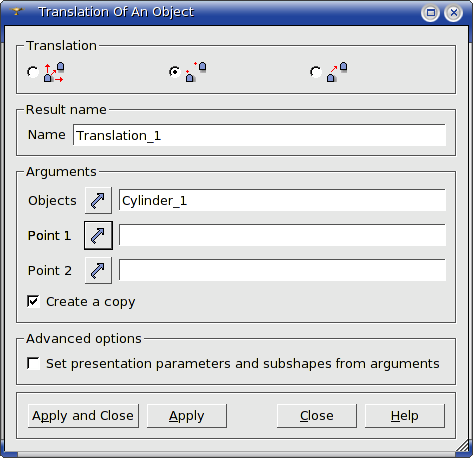 Translation Of An Object
Translation
Result name
Name Translation_1
Arguments
Objects Cylinder_1
Point 1
Point 2
Create a copy
Advanced options
Set presentation parameters and subshapes from arguments
Apply and Close Apply Close Help